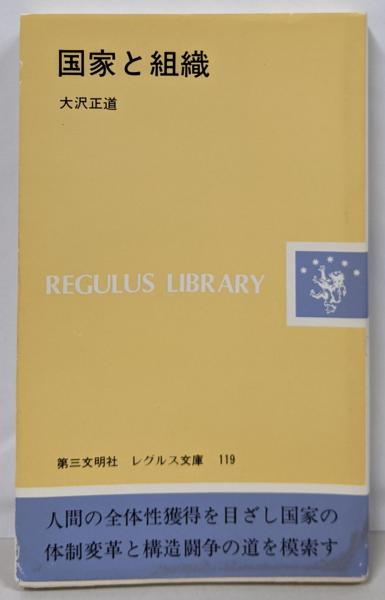 国家と組織
大沢正道
REGULUS LIBRARY
第三文明社 レグルス文庫 119
人間の全体性獲得を目ざし国家の
体制変革と構造闘争の道を模索す